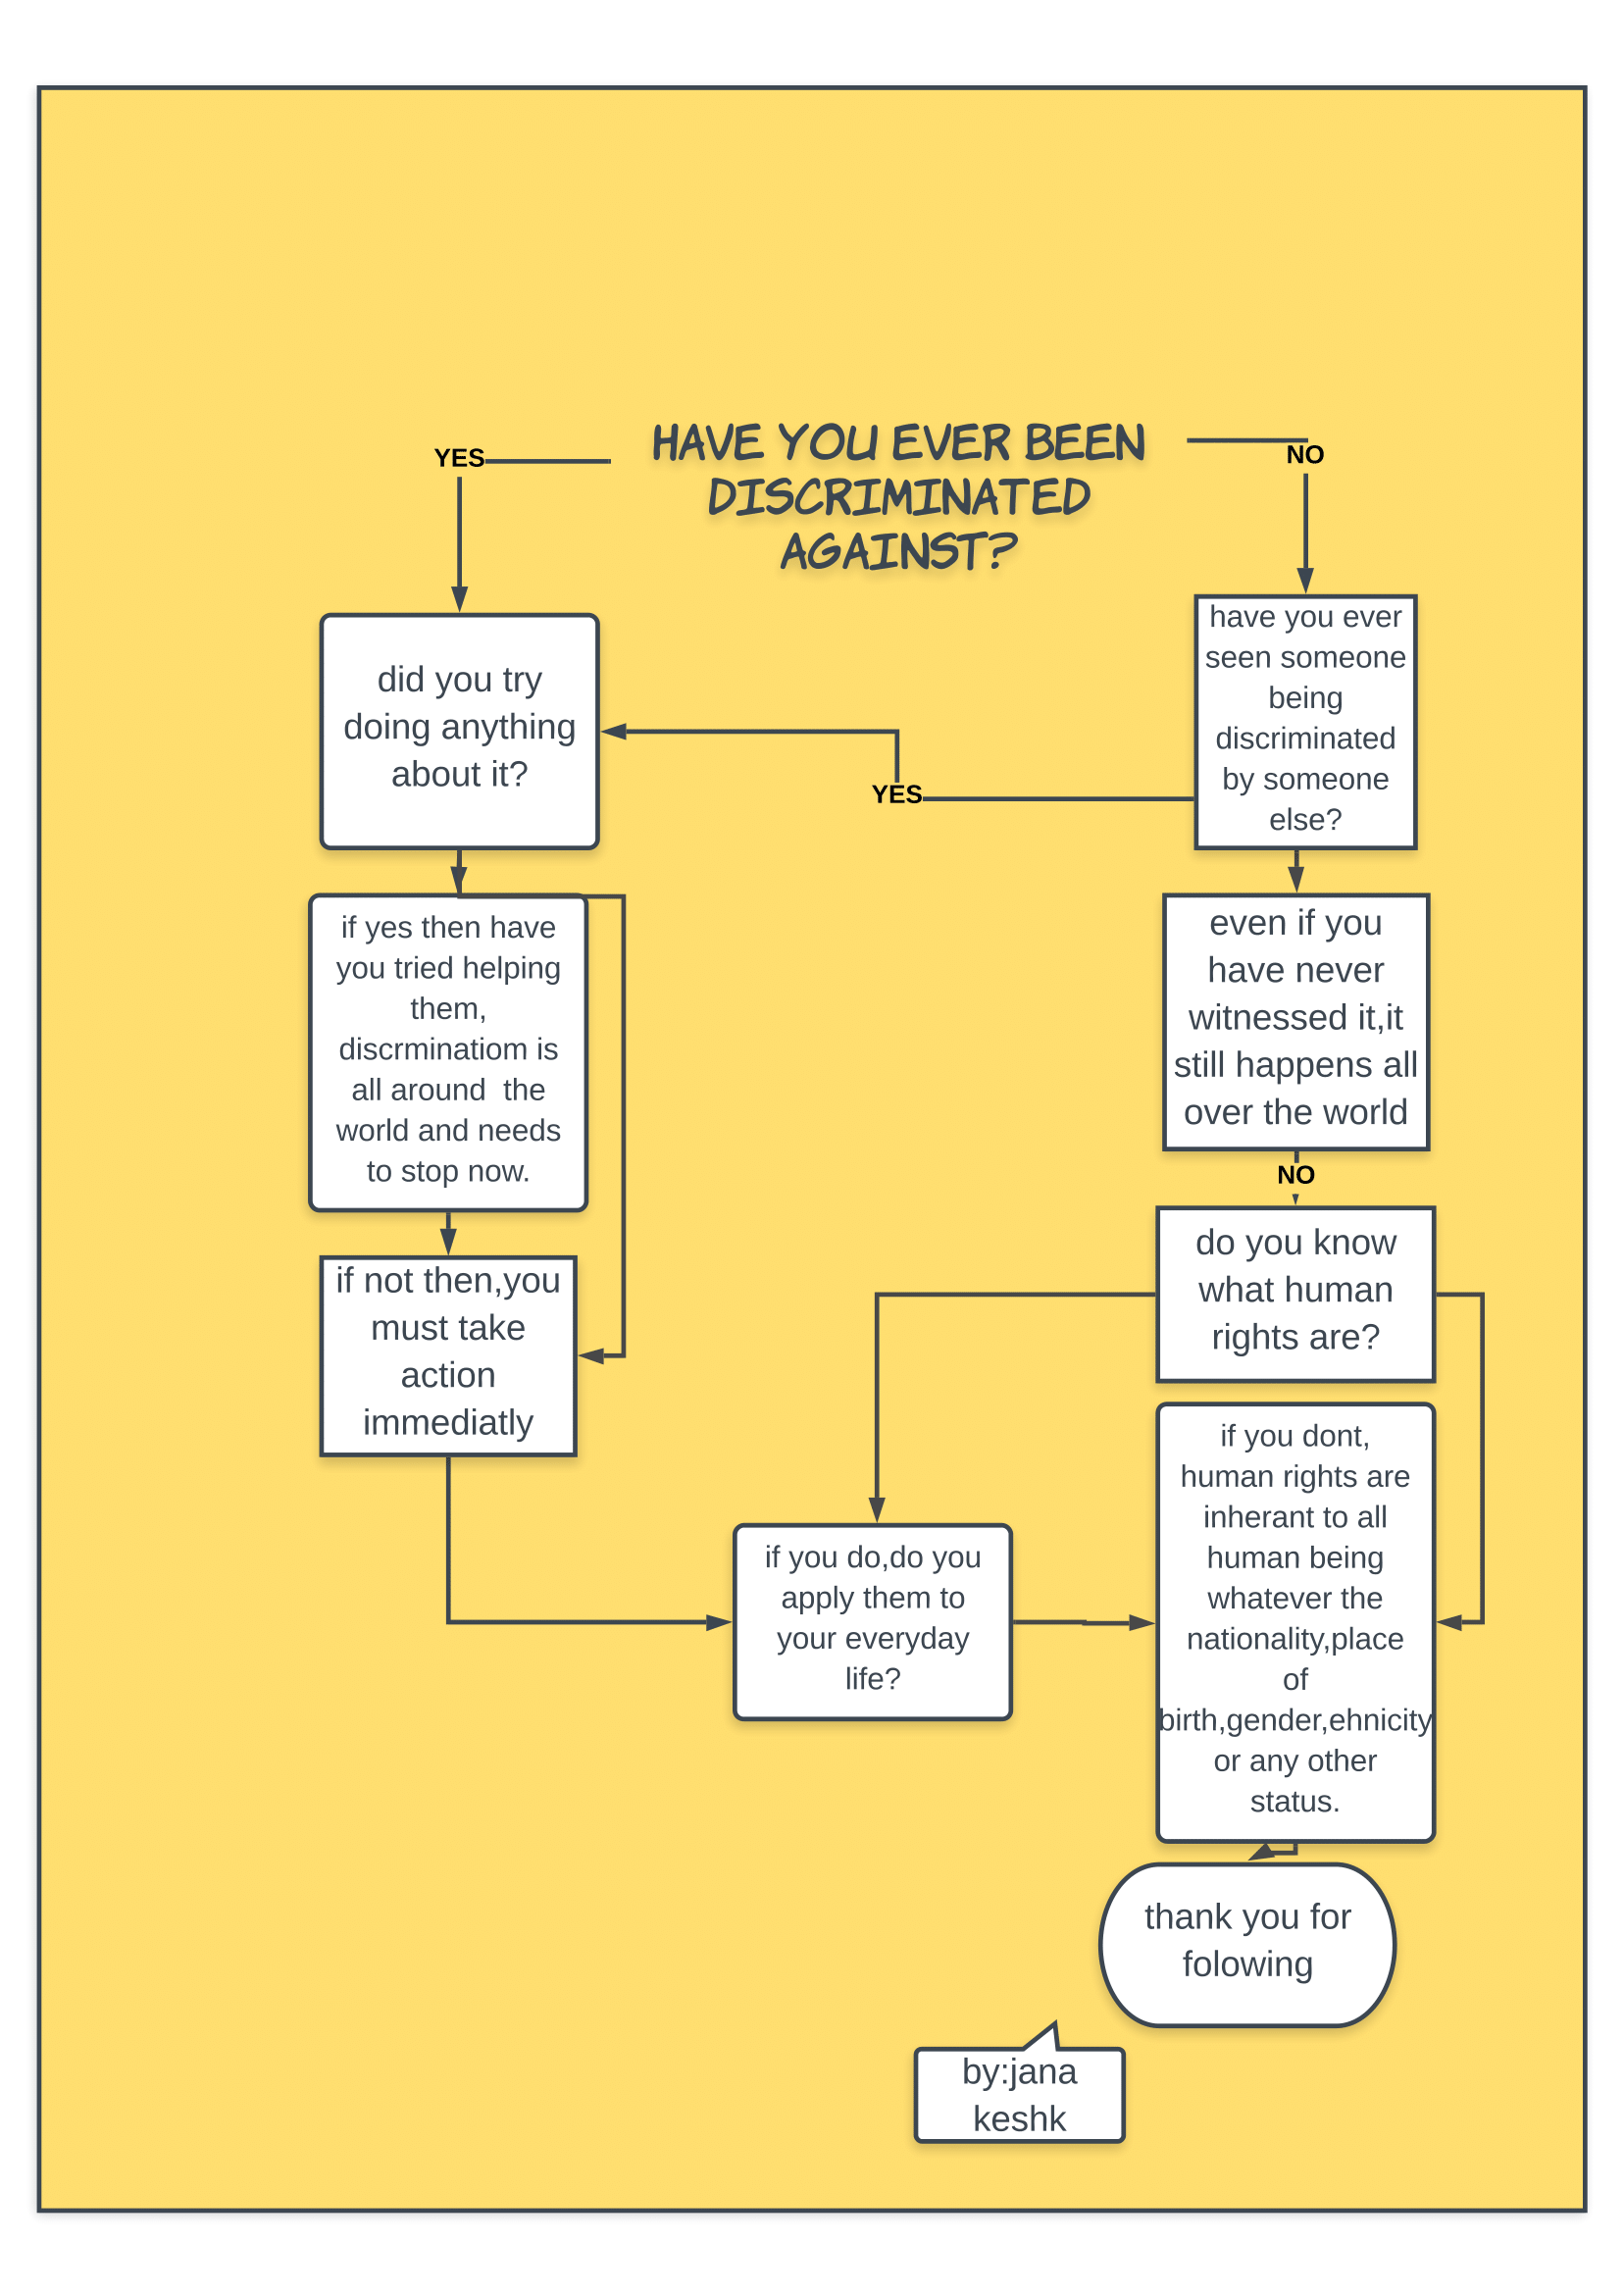 HAVE YOU EVER BEEN
DISCRIMINATED
AGAINST?
YES
NO
did you try
doing anything
about it?
have you ever
seen someone
being
discriminated
by someone
else?
YES
if yes then have
you tried helping
them,
discrminatiom is
all around  the
world and needs
to stop now.
even if you
have never
witnessed it,it
still happens all
over the world
NO
if not then,you
must take
action
immediatly
do you know
what human
rights are?
if you do,do you
apply them to
your everyday
life?
if you dont,
human rights are
inherant to all
human being
whatever the
nationality,place
of
birth,gender,ehnicity
or any other
status.
thank you for
folowing
by:jana
keshk